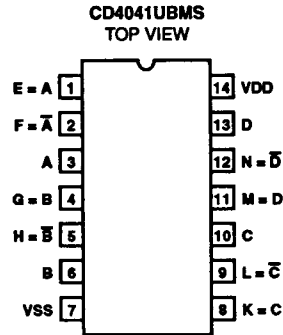 CD4041UBMS
TOP VIEW
E = A 1 14 VDD
F = A̅ 2 13 D
A 3 12 N = D̅
G = B 4 11 M = D
H = B̅ 5 10 C
B 6 9 L = C̅
VSS 7 8 K = C